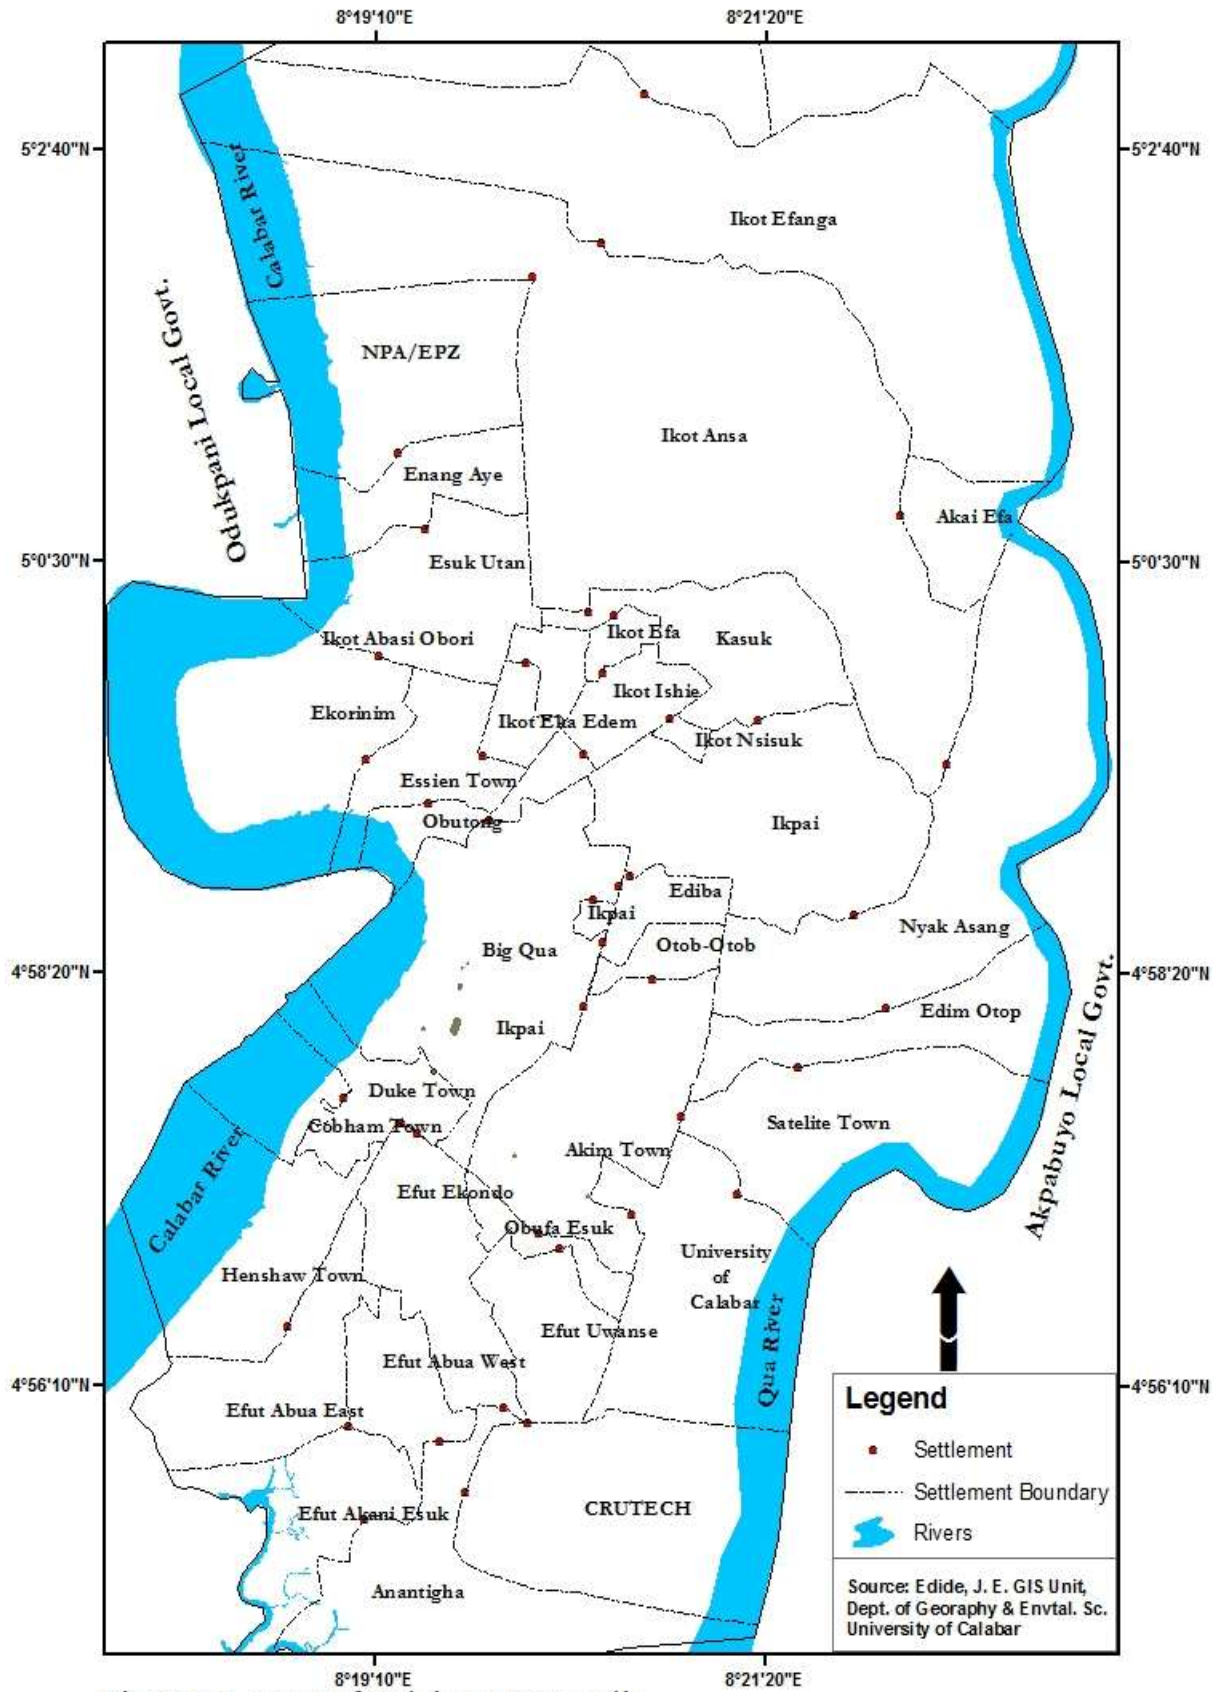 8°19'10"E
8°21'20"E
5°2'40"N
5°2'40"N
Calabar River
Ikot Efanga
Odukpani Local Govt.
NPA/EPZ
Ikot Ansa
Enang Aye
Akai Efa
5°0'30"N
5°0'30"N
Esuk Utan
Ikot Abasi Obori
Ikot Efa
Kasuk
Ikot Ishie
Ekorinim
Ikot Eka Edem
Ikot Nsisuk
Essien Town
Obutong
Ikpai
Ediba
Ikpai
Nyak Asang
Big Qua
Otob-Otob
4°58'20"N
4°58'20"N
Edim Otop
Ikpai
Akpabuyo Local Govt.
Duke Town
Cobham Town
Satelite Town
Calabar River
Akim Town
Efut Ekondo
Obufa Esuk
University
of
Calabar
Henshaw Town
Efut Uwanse
Qua River
Efut Abua West
4°56'10"N
4°56'10"N
Efut Abua East
Efut Akani Esuk
CRUTECH
Anantigha
Legend
Settlement
Settlement Boundary
Rivers
Source: Edide, J. E. GIS Unit,
Dept. of Georaphy & Envtal. Sc.
University of Calabar
8°19'10"E
8°21'20"E